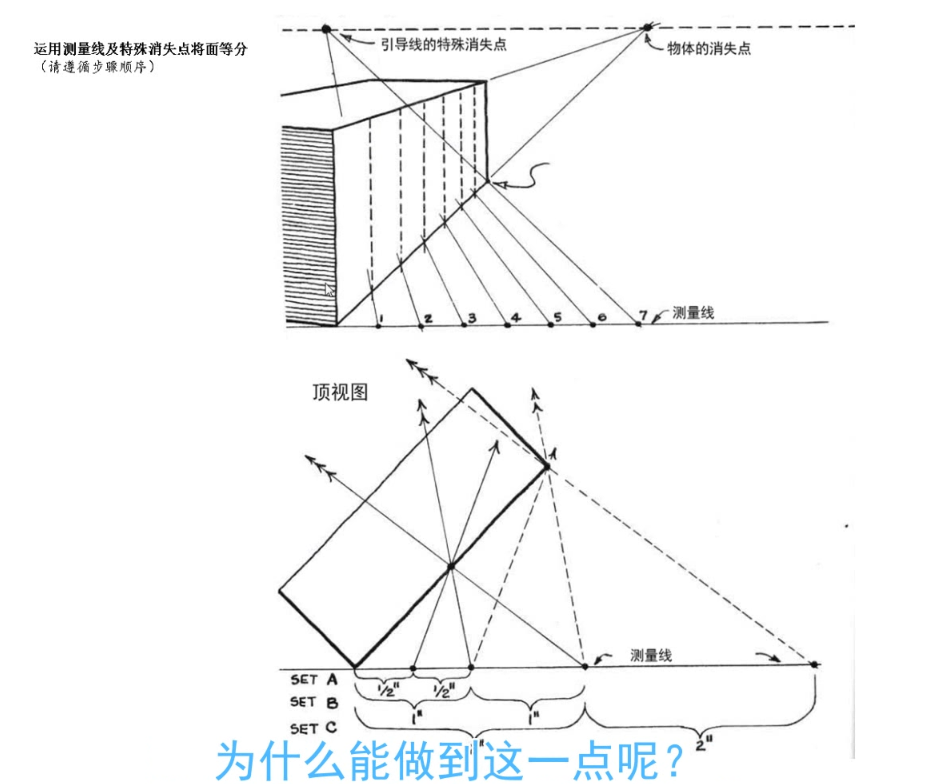 运用测量线及特殊消失点将面等分
（请遵循步骤顺序）
引导线的特殊消失点
物体的消失点
1 2 3 4 5 6 7
测量线
顶视图
A
测量线
SET A
1/2" 1/2"
SET B
1" 1"
SET C
2"
为什么能做到这一点呢？